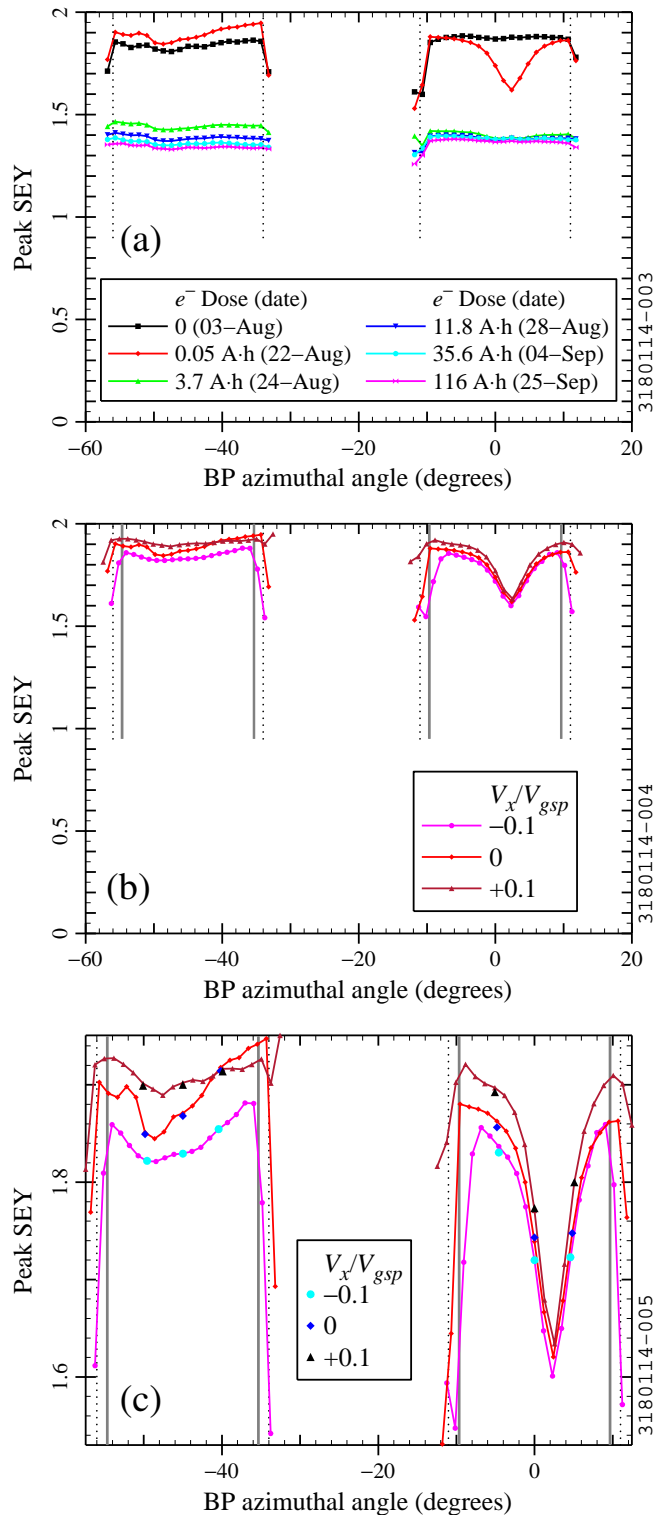 2
1.5
1
0.5
0
Peak SEY
(a)
e− Dose (date)
0 (03−Aug)
0.05 A·h (22−Aug)
3.7 A·h (24−Aug)
e− Dose (date)
11.8 A·h (28−Aug)
35.6 A·h (04−Sep)
116 A·h (25−Sep)
3180114-003
−60 −40 −20 0 20
BP azimuthal angle (degrees)
2
1.5
1
0.5
0
Peak SEY
(b)
Vx/Vgsp
−0.1
0
+0.1
3180114-004
−60 −40 −20 0 20
BP azimuthal angle (degrees)
1.8
1.6
Peak SEY
(c)
Vx/Vgsp
−0.1
0
+0.1
3180114-005
−40 −20 0
BP azimuthal angle (degrees)